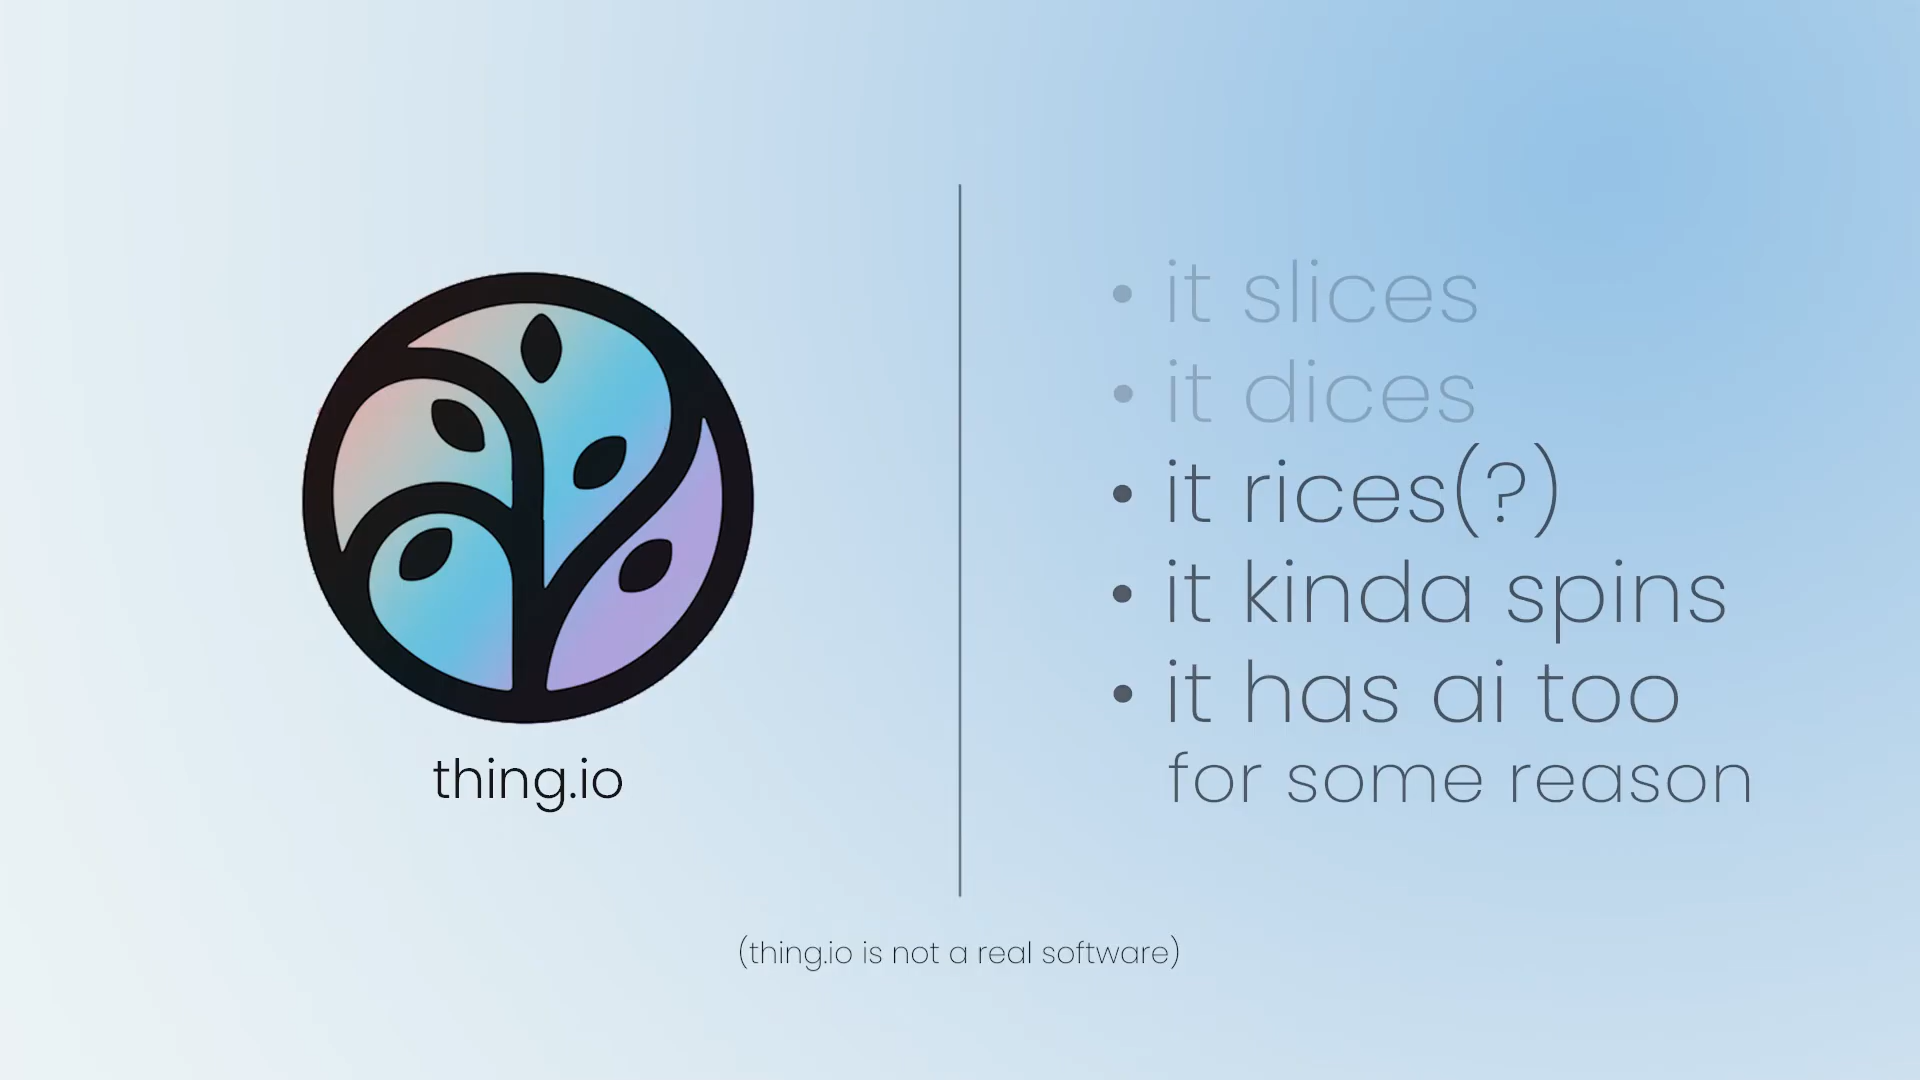 thing.io
• it slices
• it dices
• it rices(?)
• it kinda spins
• it has ai too
for some reason
(thing.io is not a real software)